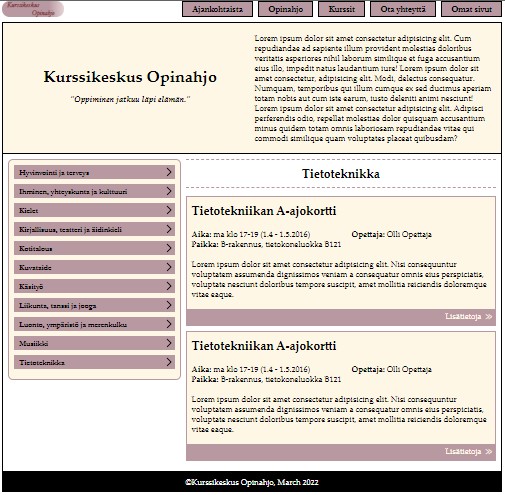 Kurssikeskus
Opinahjo
Ajankohtaista
Opinahjo
Kurssit
Ota yhteyttä
Omat sivut
Kurssikeskus Opinahjo
"Oppiminen jatkuu läpi elämän."
Lorem ipsum dolor sit amet consectetur adipisicing elit. Cum
repudiandae ad sapiente illum provident molestias doloribus
veritatis asperiores nihil laborum similique et fuga accusantium
eius illo, impedit natus laudantium iure! Lorem ipsum dolor sit
amet consectetur, adipisicing elit. Modi, delectus consequatur.
Numquam, temporibus qui illum cumque ex sed ducimus aperiam
totam nobis aut cum iste earum, iusto deleniti animi nesciunt!
Lorem ipsum dolor sit amet consectetur adipisicing elit. Adipisci
perferendis odio, repellat molestiae dolor quisquam accusantium
minus quidem totam omnis laboriosam repudiandae vitae qui
commodi similique quam voluptates placeat quibusdam?
Hyvinvointi ja terveys
Ihminen, yhteyskunta ja kulttuuri
Kielet
Kirjallisuus, teatteri ja äidinkieli
Kotitalous
Kuvataide
Käsityö
Liikunta, tanssi ja jooga
Luonto, ympäristö ja merenkulku
Musiikki
Tietotekniikka
Tietotekniikka
Tietotekniikan A-ajokortti
Aika: ma klo 17-19 (1.4 - 1.5.2016) Opettaja: Olli Opettaja
Paikka: B-rakennus, tietokoneluokka B121
Lorem ipsum dolor sit amet consectetur adipisicing elit. Nisi consequuntur
voluptatem assumenda dignissimos veniam a consequatur omnis eius perspiciatis,
voluptate nesciunt doloribus tempore suscipit, amet mollitia reiciendis doloremque
vitae eaque.
Lisätietoja »
Tietotekniikan A-ajokortti
Aika: ma klo 17-19 (1.4 - 1.5.2016) Opettaja: Olli Opettaja
Paikka: B-rakennus, tietokoneluokka B121
Lorem ipsum dolor sit amet consectetur adipisicing elit. Nisi consequuntur
voluptatem assumenda dignissimos veniam a consequatur omnis eius perspiciatis,
voluptate nesciunt doloribus tempore suscipit, amet mollitia reiciendis doloremque
vitae eaque.
Lisätietoja »
©Kurssikeskus Opinahjo, March 2022